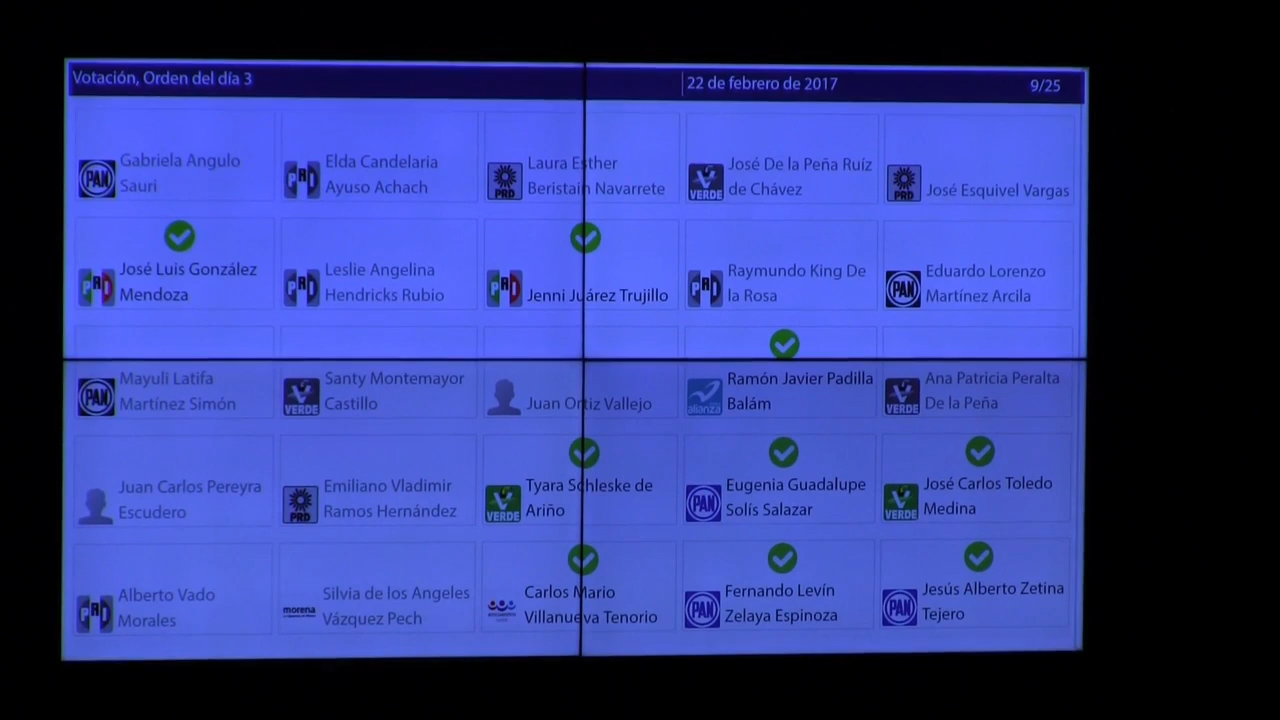 Votación, Orden del día 3
22 de febrero de 2017
9/25
PAN
Gabriela Angulo
Sauri
PRD
Elda Candelaria
Ayuso Achach
PRD
Laura Esther
Beristain Navarrete
VERDE
José De la Peña Ruíz
de Chávez
PRD
José Esquivel Vargas
PRD
José Luis González
Mendoza
PRD
Leslie Angelina
Hendricks Rubio
PRD
Jenni Juárez Trujillo
PRD
Raymundo King De
la Rosa
PAN
Eduardo Lorenzo
Martínez Arcila
PAN
Mayuli Latifa
Martínez Simón
VERDE
Santy Montemayor
Castillo
Juan Ortiz Vallejo
alianza
Ramón Javier Padilla
Balám
VERDE
Ana Patricia Peralta
De la Peña
Juan Carlos Pereyra
Escudero
PRD
Emiliano Vladimir
Ramos Hernández
VERDE
Tyara Schleske de
Ariño
PAN
Eugenia Guadalupe
Solís Salazar
VERDE
José Carlos Toledo
Medina
PRD
Alberto Vado
Morales
morena
Silvia de los Angeles
Vázquez Pech
Carlos Mario
Villanueva Tenorio
PAN
Fernando Levín
Zelaya Espinoza
PAN
Jesús Alberto Zetina
Tejero